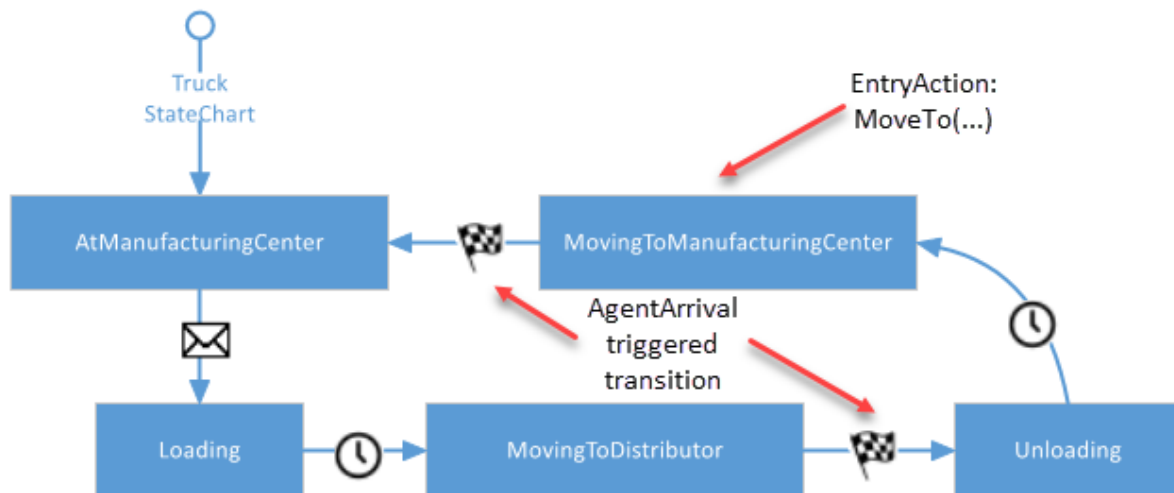 Truck
StateChart
EntryAction:
MoveTo(...)
AtManufacturingCenter
MovingToManufacturingCenter
AgentArrival
triggered
transition
Loading
MovingToDistributor
Unloading